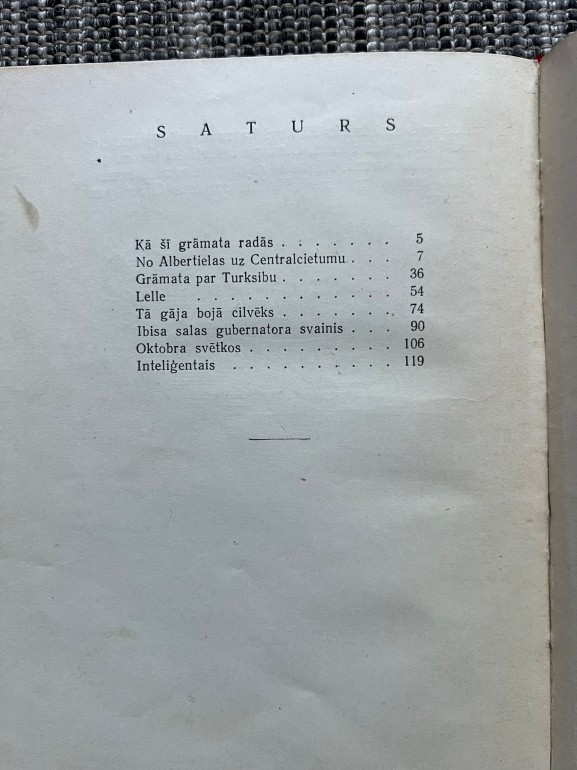 SATURS
Kā šī grāmata radās . . . . . . . 5
No Albertielas uz Centralcietumu . . . 7
Grāmata par Turksibu . . . . . . . 36
Lelle . . . . . . . . . . . . 54
Tā gāja bojā cilvēks . . . . . . . 74
Ibisa salas gubernatora svainis . . . 90
Oktobra svētkos . . . . . . . . . 106
Inteliģentais . . . . . . . . . . 119